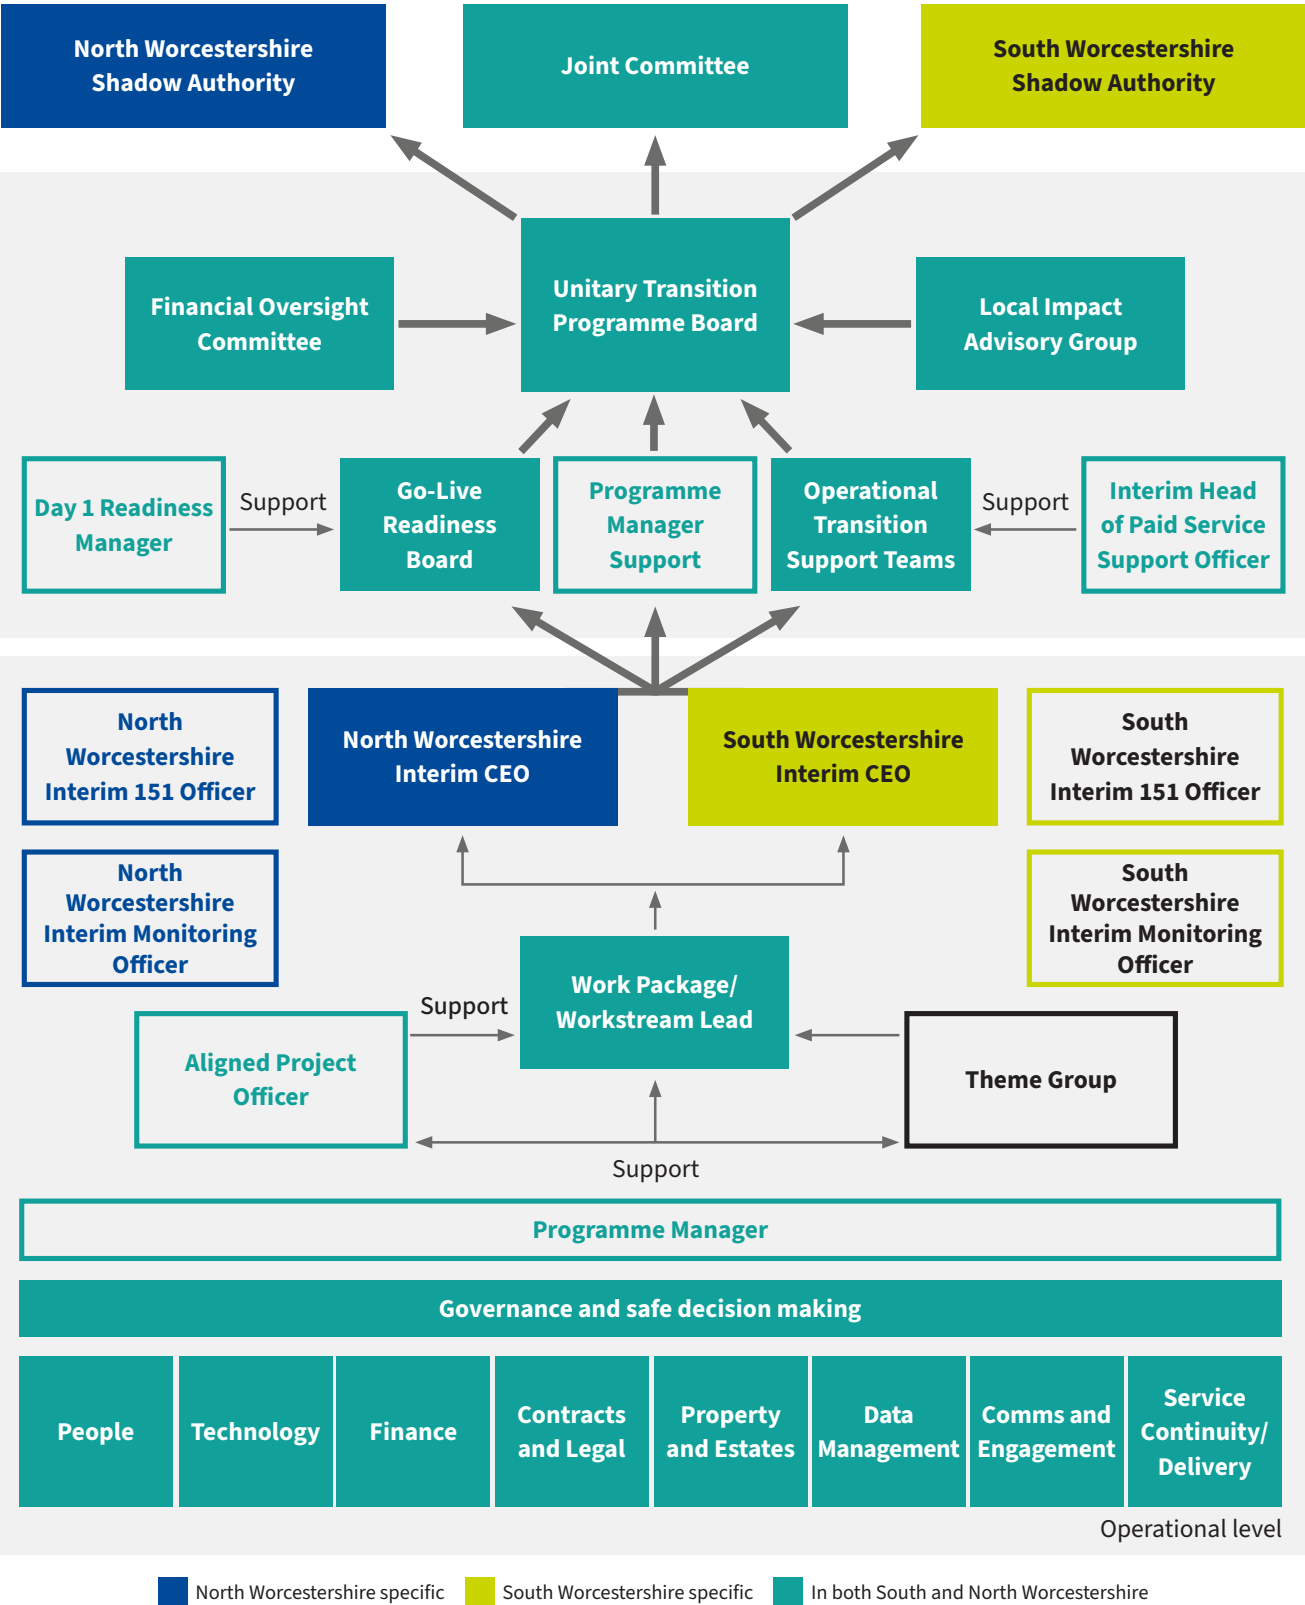 North Worcestershire
Shadow Authority
Joint Committee
South Worcestershire
Shadow Authority
Financial Oversight
Committee
Unitary Transition
Programme Board
Local Impact
Advisory Group
Day 1 Readiness
Manager
Support
Go-Live
Readiness
Board
Programme
Manager
Support
Operational
Transition
Support Teams
Support
Interim Head
of Paid Service
Support Officer
North
Worcestershire
Interim 151 Officer
North Worcestershire
Interim CEO
South Worcestershire
Interim CEO
South
Worcestershire
Interim 151 Officer
North
Worcestershire
Interim Monitoring
Officer
South
Worcestershire
Interim Monitoring
Officer
Work Package/
Workstream Lead
Support
Aligned Project
Officer
Theme Group
Support
Programme Manager
Governance and safe decision making
People
Technology
Finance
Contracts
and Legal
Property
and Estates
Data
Management
Comms and
Engagement
Service
Continuity/
Delivery
Operational level
North Worcestershire specific
South Worcestershire specific
In both South and North Worcestershire